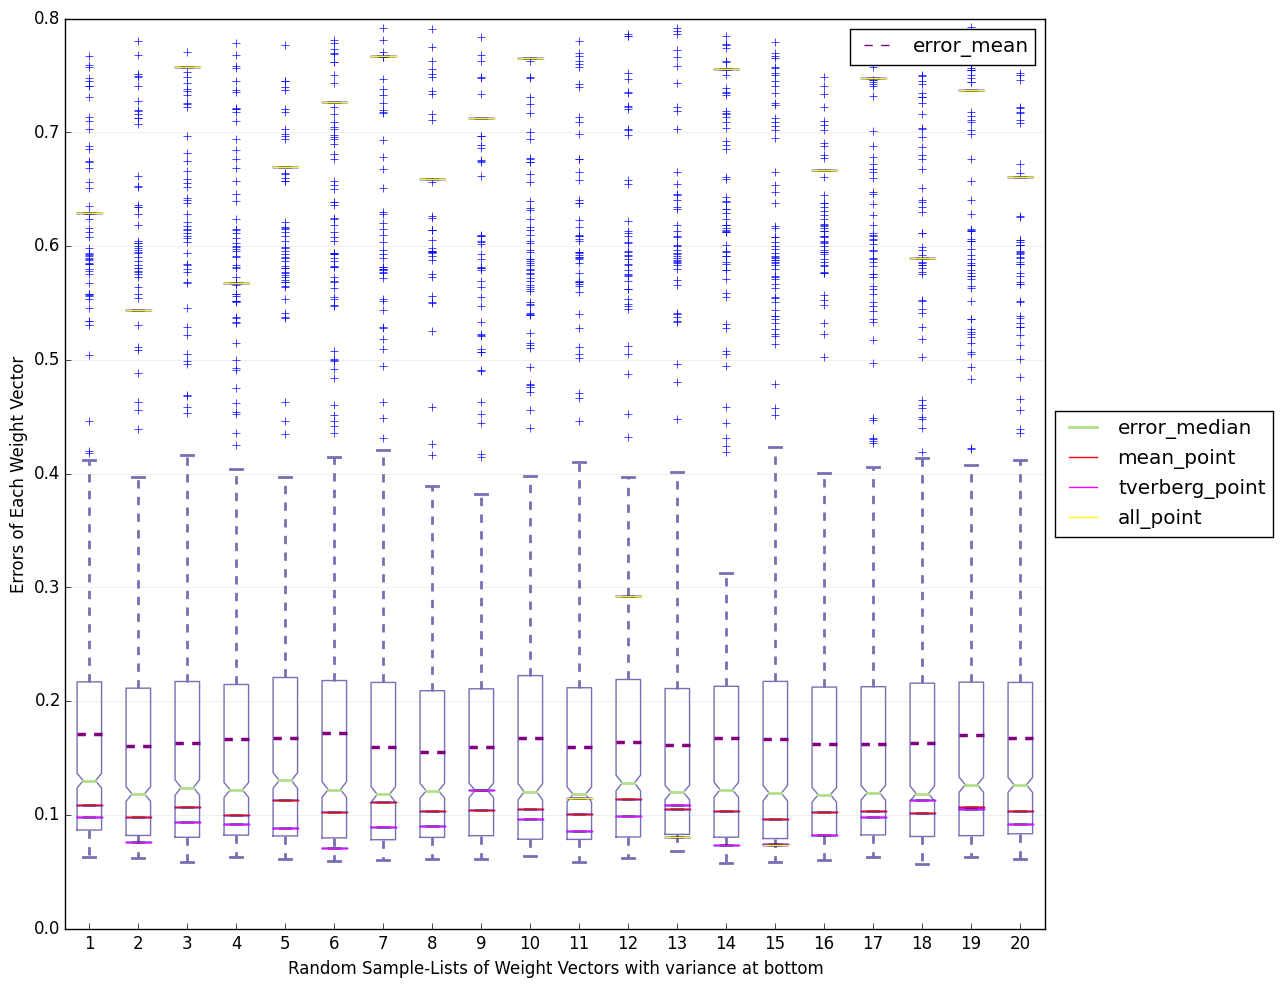 0.8
0.7
0.6
0.5
0.4
0.3
0.2
0.1
0.0
Errors of Each Weight Vector
error_mean
error_median
mean_point
tverberg_point
all_point
1 2 3 4 5 6 7 8 9 10 11 12 13 14 15 16 17 18 19 20
Random Sample-Lists of Weight Vectors with variance at bottom